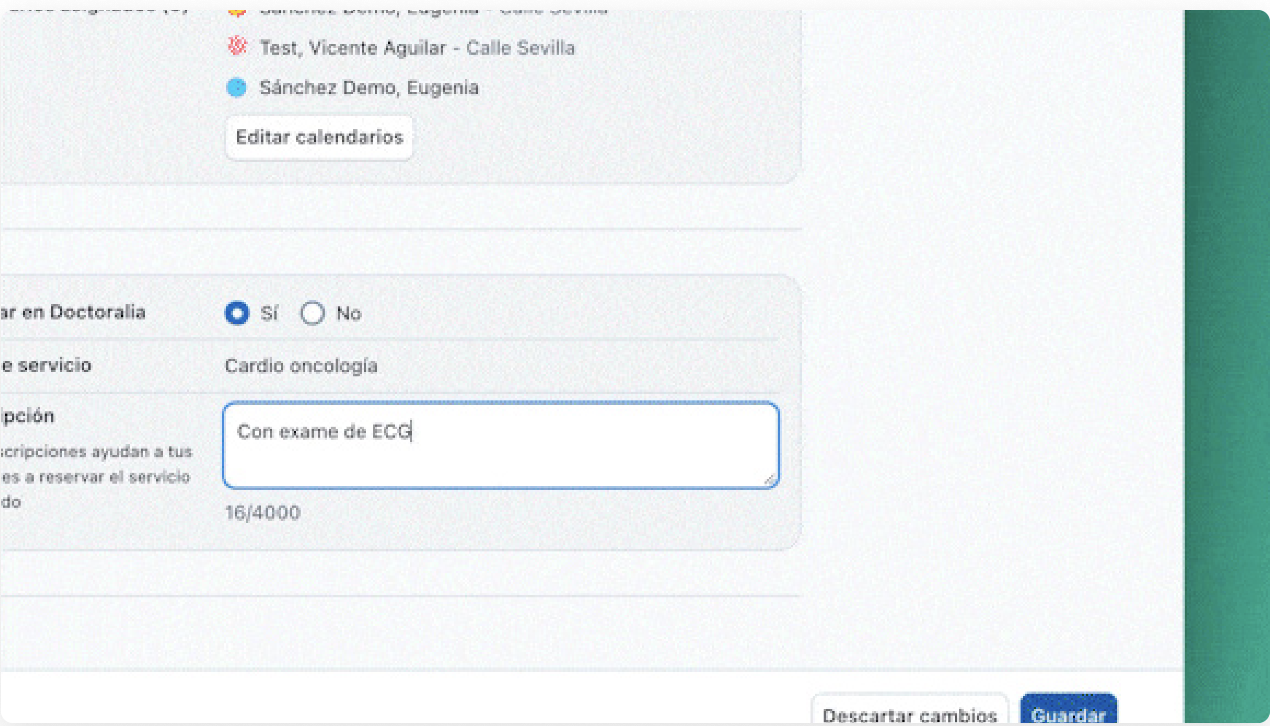 Sánchez Demo, Eugenia - Calle Sevilla
Test, Vicente Aguilar - Calle Sevilla
Sánchez Demo, Eugenia
Editar calendarios
ar en Doctoralia Sí No
e servicio Cardio oncología
ipción Con exame de ECG
scripciones ayudan a tus
es a reservar el servicio
do
16/4000
Descartar cambios Guardar